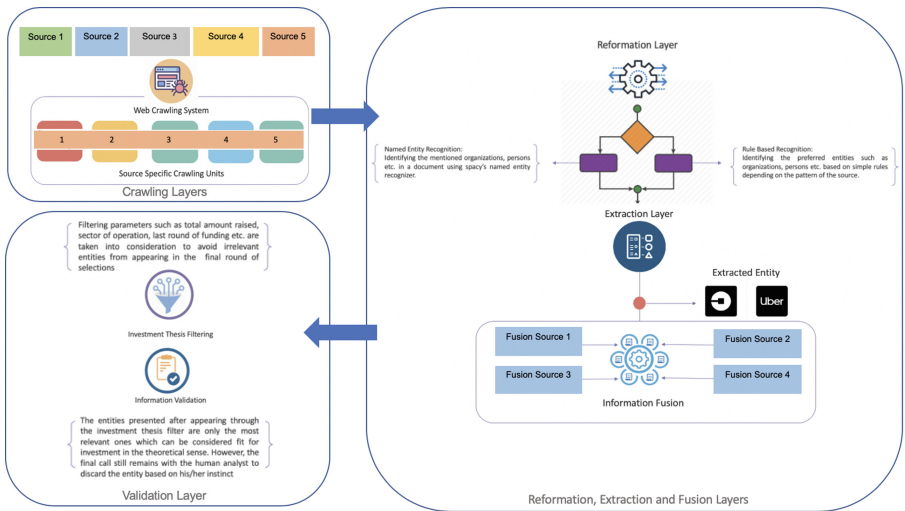 Source 1
Source 2
Source 3
Source 4
Source 5
Web Crawling System
1
2
3
4
5
Source Specific Crawling Units
Crawling Layers
Reformation Layer
Named Entity Recognition:
Identifying the mentioned organizations, persons
etc. in a document using spacy's named entity
recognizer.
Rule Based Recognition:
Identifying the preferred entities such as
organizations, persons etc. based on simple rules
depending on the pattern of the source.
Extraction Layer
Extracted Entity
Uber
Fusion Source 1
Fusion Source 2
Fusion Source 3
Fusion Source 4
Information Fusion
Reformation, Extraction and Fusion Layers
Filtering parameters such as total amount raised,
sector of operation, last round of funding etc. are
taken into consideration to avoid irrelevant
entities from appearing in the final round of
selections
Investment Thesis Filtering
Information Validation
The entities presented after appearing through
the investment thesis filter are only the most
relevant ones which can be considered fit for
investment in the theoretical sense. However, the
final call still remains with the human analyst to
discard the entity based on his/her instinct
Validation Layer